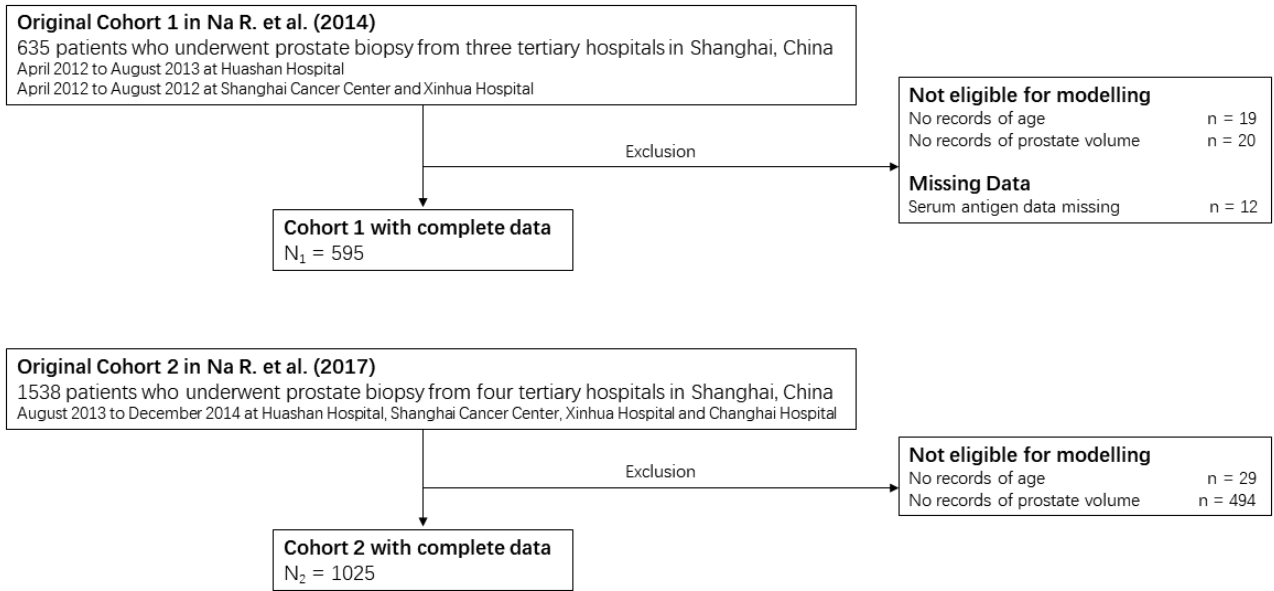 Original Cohort 1 in Na R. et al. (2014)
635 patients who underwent prostate biopsy from three tertiary hospitals in Shanghai, China
April 2012 to August 2013 at Huashan Hospital
April 2012 to August 2012 at Shanghai Cancer Center and Xinhua Hospital
Exclusion
Not eligible for modelling
No records of age n = 19
No records of prostate volume n = 20
Missing Data
Serum antigen data missing n = 12
Cohort 1 with complete data
N₁ = 595
Original Cohort 2 in Na R. et al. (2017)
1538 patients who underwent prostate biopsy from four tertiary hospitals in Shanghai, China
August 2013 to December 2014 at Huashan Hospital, Shanghai Cancer Center, Xinhua Hospital and Changhai Hospital
Exclusion
Not eligible for modelling
No records of age n = 29
No records of prostate volume n = 494
Cohort 2 with complete data
N₂ = 1025